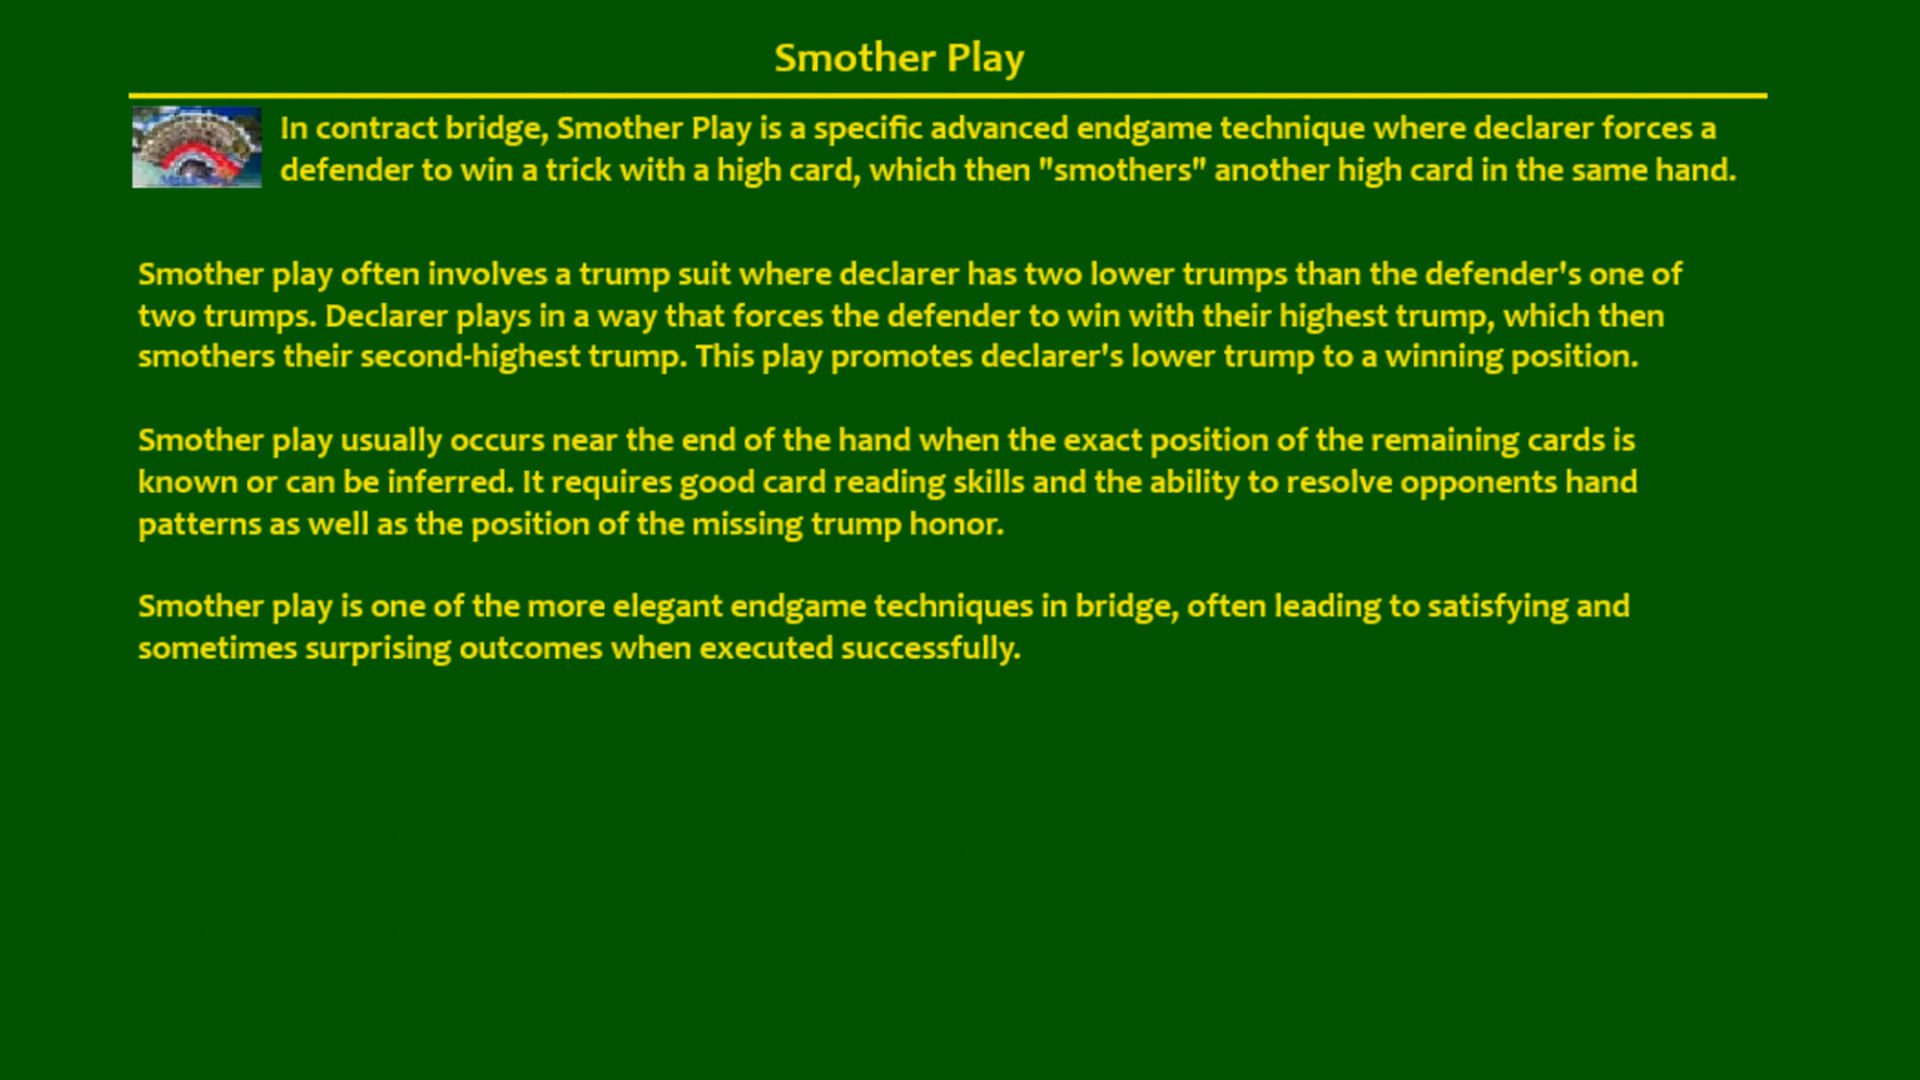 Smother Play
In contract bridge, Smother Play is a specific advanced endgame technique where declarer forces a
defender to win a trick with a high card, which then "smothers" another high card in the same hand.
Smother play often involves a trump suit where declarer has two lower trumps than the defender's one of
two trumps. Declarer plays in a way that forces the defender to win with their highest trump, which then
smothers their second-highest trump. This play promotes declarer's lower trump to a winning position.
Smother play usually occurs near the end of the hand when the exact position of the remaining cards is
known or can be inferred. It requires good card reading skills and the ability to resolve opponents hand
patterns as well as the position of the missing trump honor.
Smother play is one of the more elegant endgame techniques in bridge, often leading to satisfying and
sometimes surprising outcomes when executed successfully.